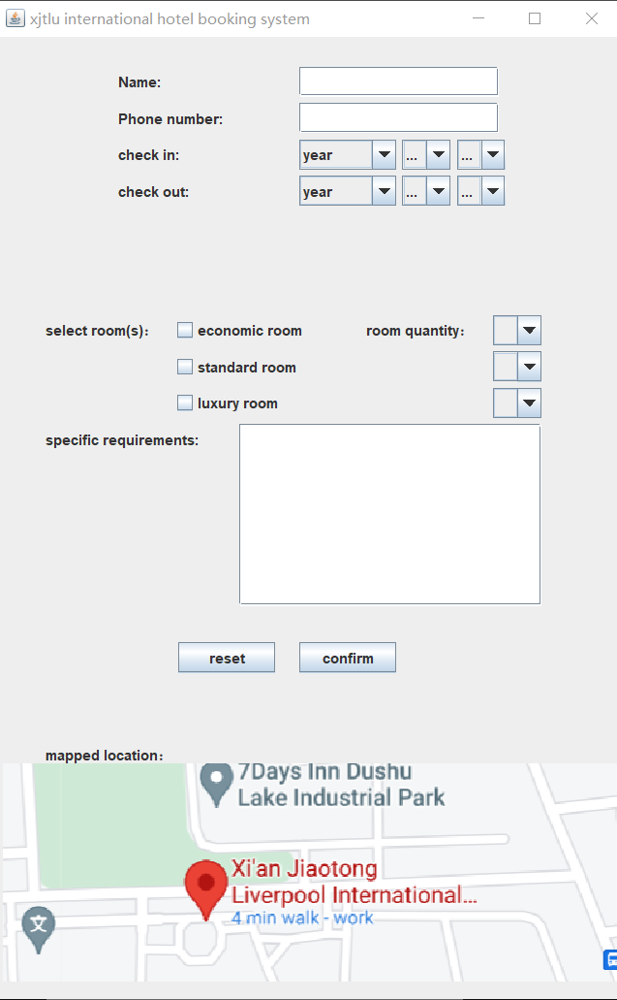 xjtlu international hotel booking system
Name:
Phone number:
check in: year ... ...
check out: year ... ...
select room(s): economic room room quantity:
standard room
luxury room
specific requirements:
reset confirm
mapped location:
7Days Inn Dushu
Lake Industrial Park
Xi'an Jiaotong
Liverpool International...
4 min walk - work
文